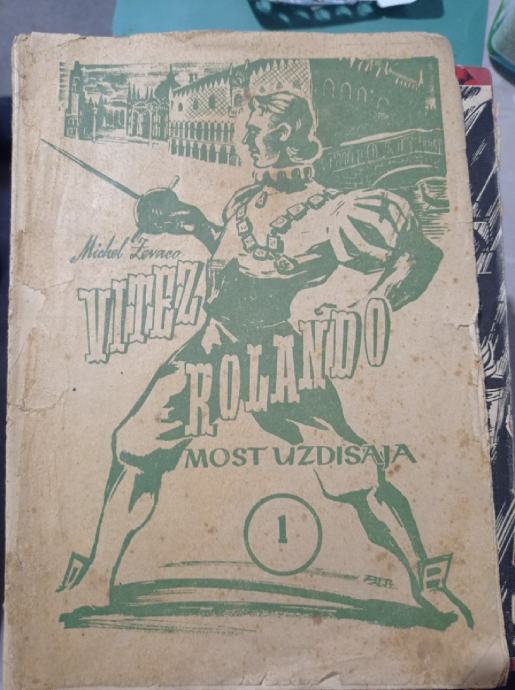 Michel Zevaco
VITEZ
ROLANDO
MOST UZDISAJA
1